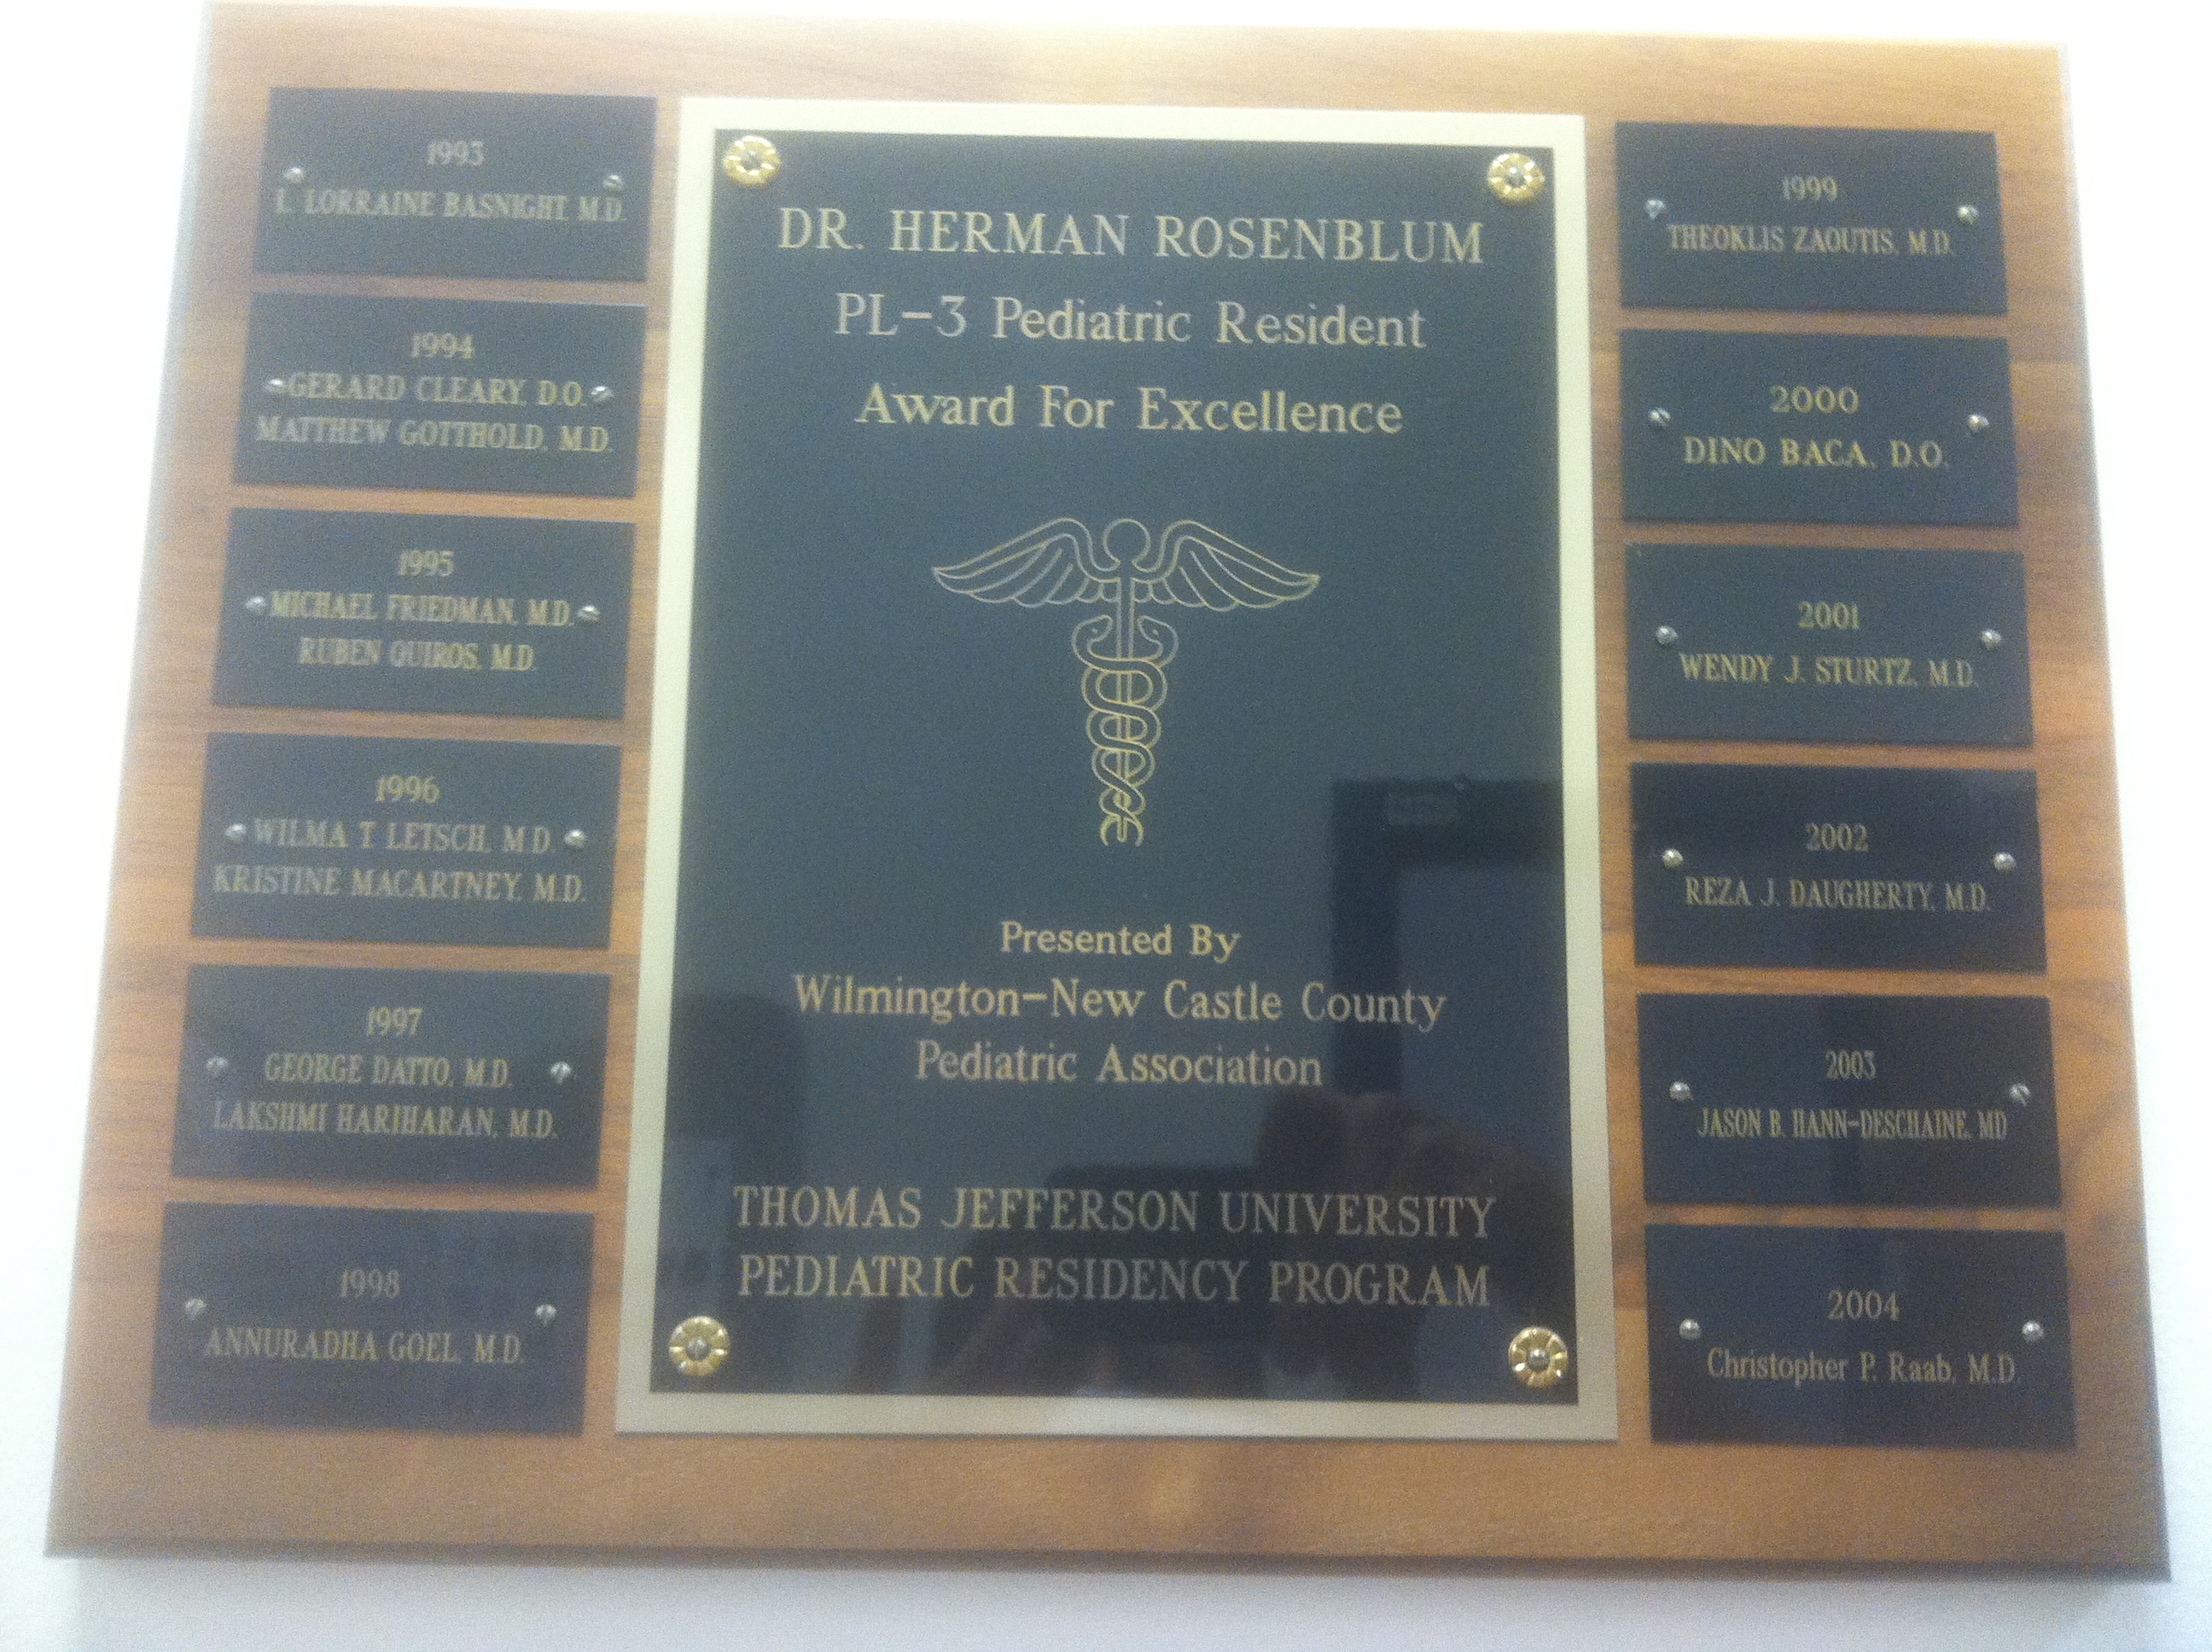 1993
L. LORRAINE BASNIGHT, M.D.
1994
GERARD CLEARY, D.O.
MATTHEW GOTTHOLD, M.D.
1995
MICHAEL FRIEDMAN, M.D.
RUBEN QUIROS, M.D.
1996
WILMA T. LETSCH, M.D.
KRISTINE MACARTNEY, M.D.
1997
GEORGE DATTO, M.D.
LAKSHMI HARIHARAN, M.D.
1998
ANNURADHA GOEL, M.D.
DR. HERMAN ROSENBLUM
PL-3 Pediatric Resident
Award For Excellence
Presented By
Wilmington-New Castle County
Pediatric Association
THOMAS JEFFERSON UNIVERSITY
PEDIATRIC RESIDENCY PROGRAM
1999
THEOKLIS ZAOUTIS, M.D.
2000
DINO BACA, D.O.
2001
WENDY J. STURTZ, M.D.
2002
REZA J. DAUGHERTY, M.D.
2003
JASON B. HANN-DESCHAINE, MD
2004
Christopher P. Raab, M.D.